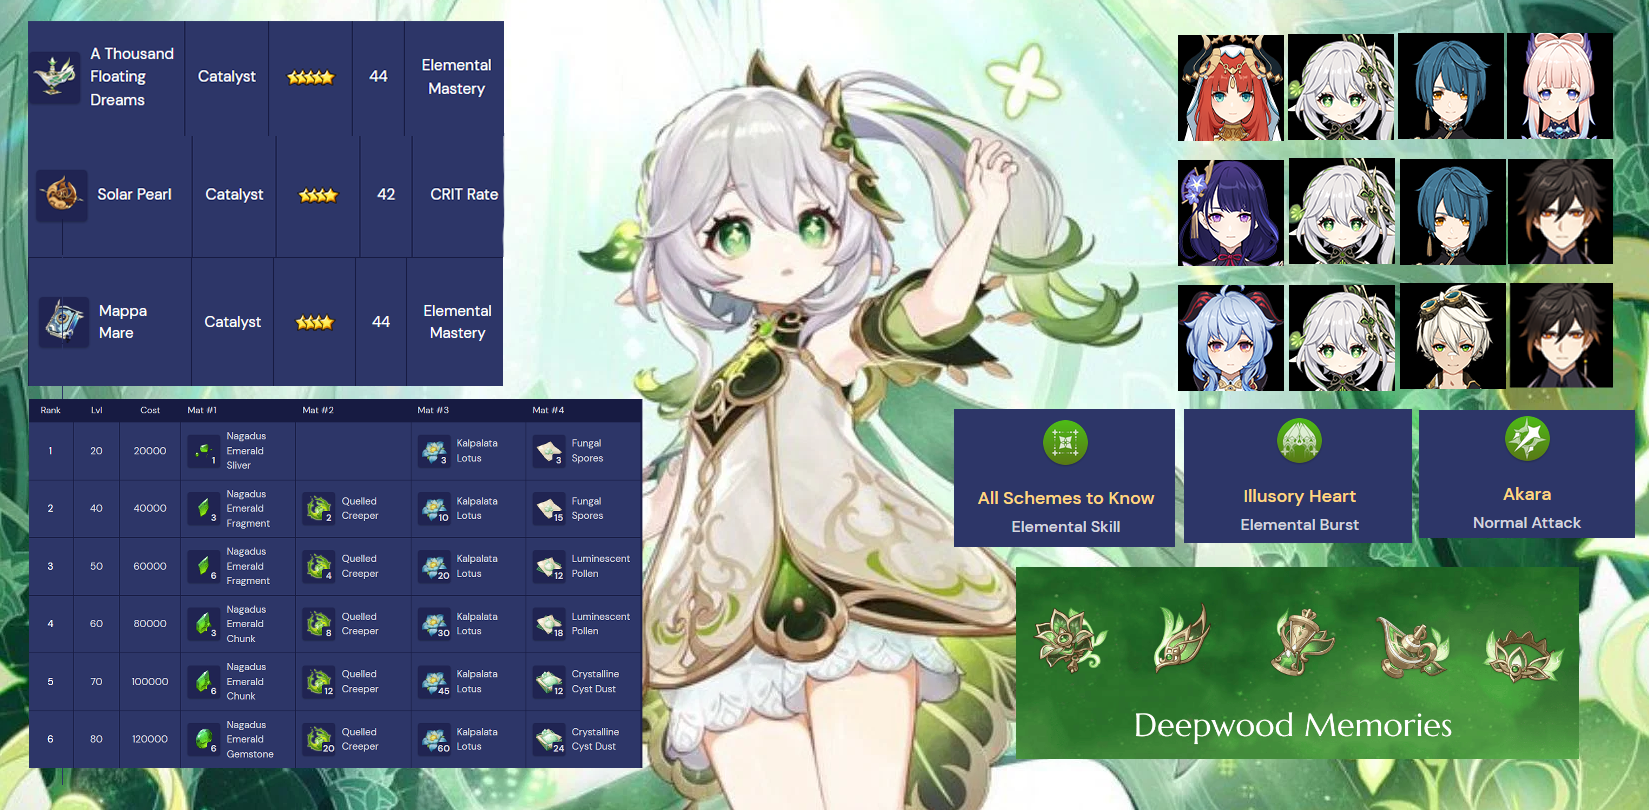 A Thousand
Floating
Dreams
Catalyst
44
Elemental
Mastery
Solar Pearl
Catalyst
42
CRIT Rate
Mappa
Mare
Catalyst
44
Elemental
Mastery
Rank Lvl Cost Mat #1 Mat #2 Mat #3 Mat #4
1 20 20000
1
Nagadus
Emerald
Sliver
3
Kalpalata
Lotus
3
Fungal
Spores
2 40 40000
3
Nagadus
Emerald
Fragment
2
Quelled
Creeper
10
Kalpalata
Lotus
15
Fungal
Spores
3 50 60000
6
Nagadus
Emerald
Fragment
4
Quelled
Creeper
20
Kalpalata
Lotus
12
Luminescent
Pollen
4 60 80000
3
Nagadus
Emerald
Chunk
8
Quelled
Creeper
30
Kalpalata
Lotus
18
Luminescent
Pollen
5 70 100000
6
Nagadus
Emerald
Chunk
12
Quelled
Creeper
45
Kalpalata
Lotus
12
Crystalline
Cyst Dust
6 80 120000
6
Nagadus
Emerald
Gemstone
20
Quelled
Creeper
60
Kalpalata
Lotus
24
Crystalline
Cyst Dust
All Schemes to Know
Elemental Skill
Illusory Heart
Elemental Burst
Akara
Normal Attack
Deepwood Memories